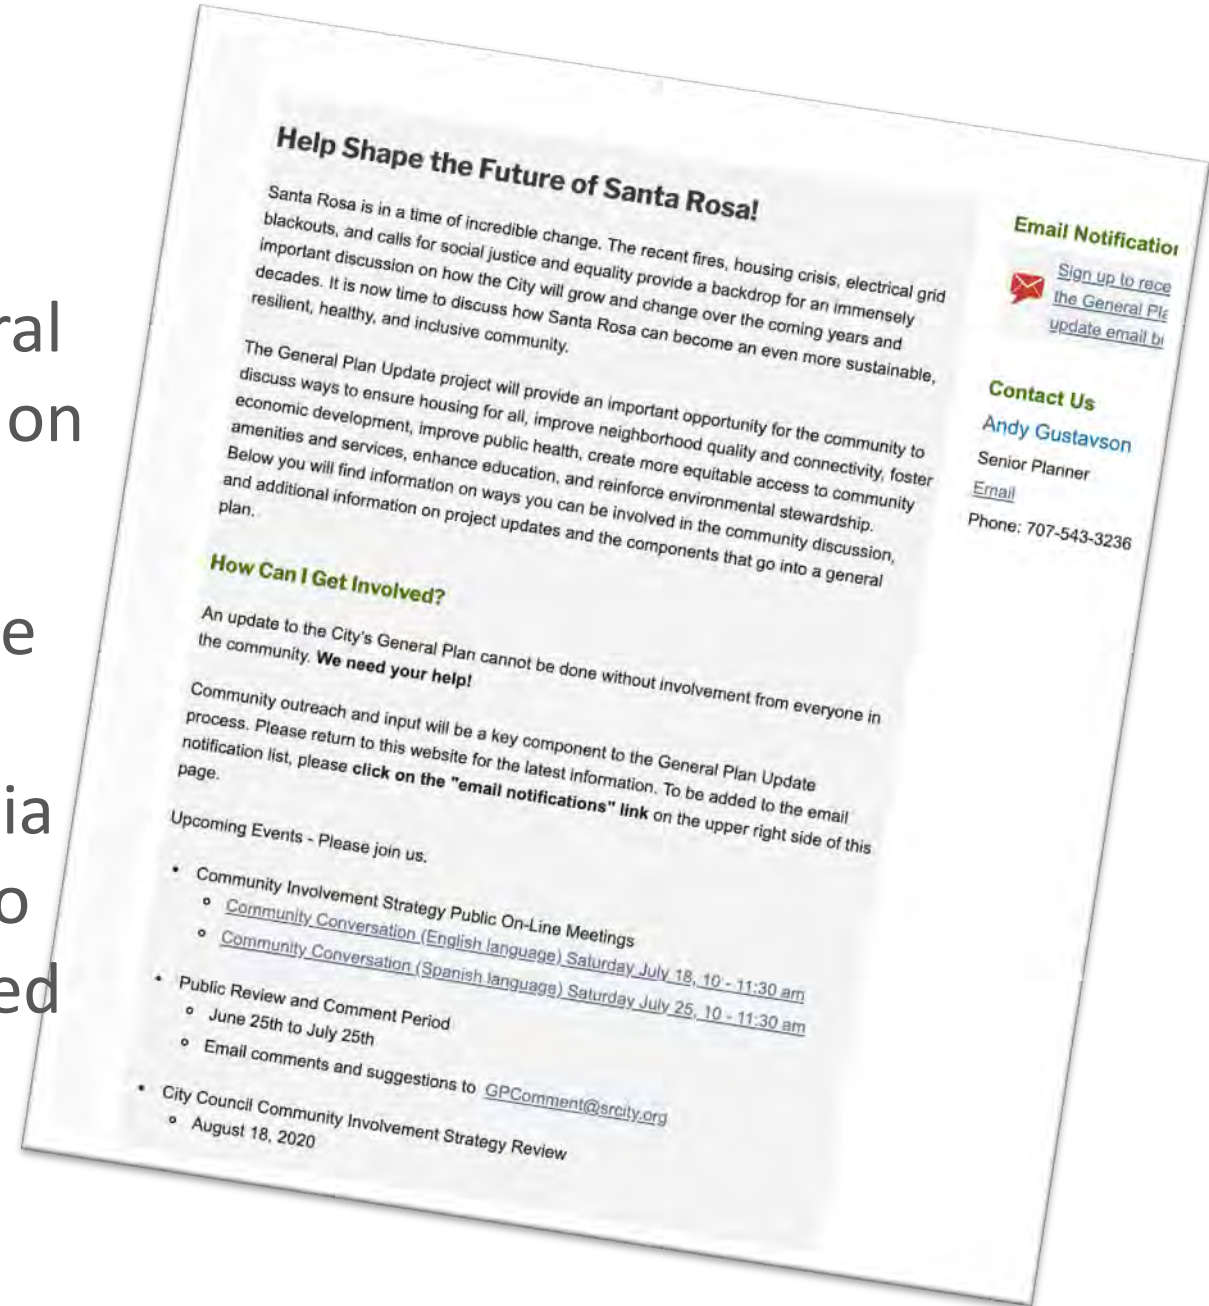 ral
on
e
ia
o
ed
Help Shape the Future of Santa Rosa!
Santa Rosa is in a time of incredible change. The recent fires, housing crisis, electrical grid
blackouts, and calls for social justice and equality provide a backdrop for an immensely
important discussion on how the City will grow and change over the coming years and
decades. It is now time to discuss how Santa Rosa can become an even more sustainable,
resilient, healthy, and inclusive community.
The General Plan Update project will provide an important opportunity for the community to
discuss ways to ensure housing for all, improve neighborhood quality and connectivity, foster
economic development, improve public health, create more equitable access to community
amenities and services, enhance education, and reinforce environmental stewardship.
Below you will find information on ways you can be involved in the community discussion,
and additional information on project updates and the components that go into a general
plan.
How Can I Get Involved?
An update to the City's General Plan cannot be done without involvement from everyone in
the community. We need your help!
Community outreach and input will be a key component to the General Plan Update
process. Please return to this website for the latest information. To be added to the email
notification list, please click on the "email notifications" link on the upper right side of this
page.
Upcoming Events - Please join us.
• Community Involvement Strategy Public On-Line Meetings
∘ Community Conversation (English language) Saturday July 18, 10 - 11:30 am
∘ Community Conversation (Spanish language) Saturday July 25, 10 - 11:30 am
• Public Review and Comment Period
∘ June 25th to July 25th
∘ Email comments and suggestions to GPComment@srcity.org
• City Council Community Involvement Strategy Review
∘ August 18, 2020
Email Notification
Sign up to rece
the General Pla
update email b
Contact Us
Andy Gustavson
Senior Planner
Email
Phone: 707-543-3236